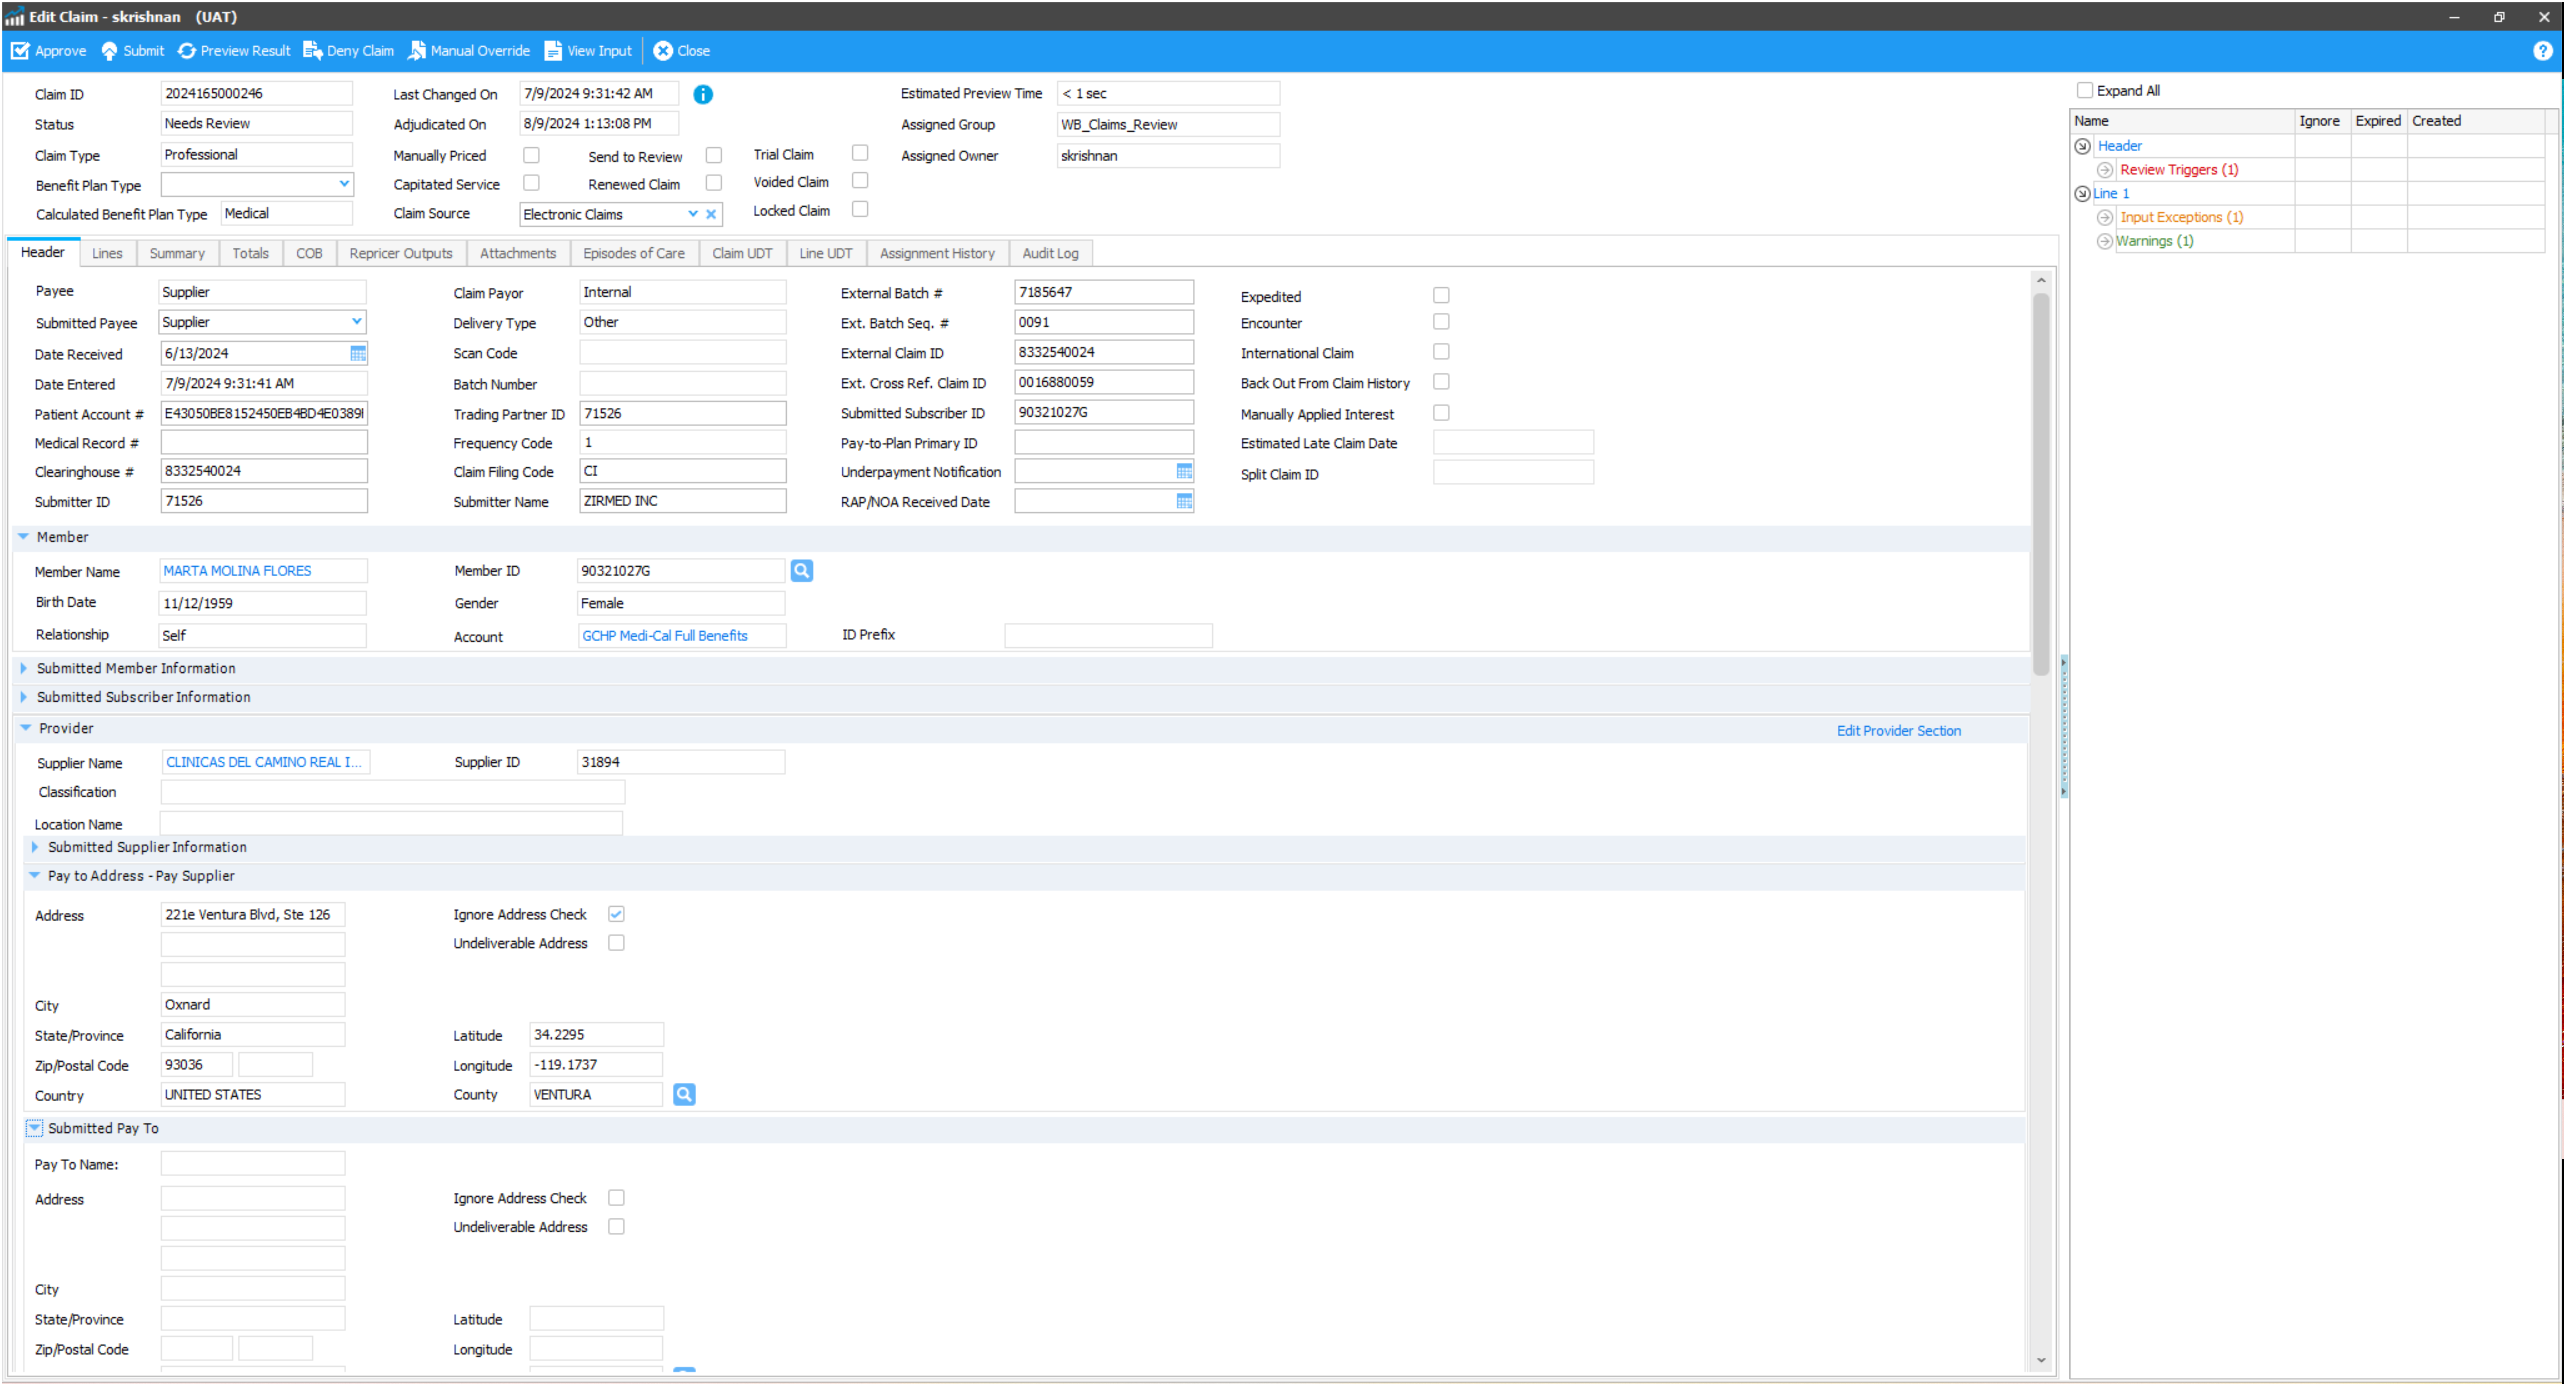 Edit Claim - skrishnan (UAT)
Approve Submit Preview Result Deny Claim Manual Override View Input Close
Claim ID 2024165000246 Last Changed On 7/9/2024 9:31:42 AM Estimated Preview Time < 1 sec
Status Needs Review Adjudicated On 8/9/2024 1:13:08 PM Assigned Group WB_Claims_Review
Claim Type Professional Manually Priced Send to Review Trial Claim Assigned Owner skrishnan
Benefit Plan Type Capitated Service Renewed Claim Voided Claim
Calculated Benefit Plan Type Medical Claim Source Electronic Claims Locked Claim
Header Lines Summary Totals COB Repricer Outputs Attachments Episodes of Care Claim UDT Line UDT Assignment History Audit Log
Payee Supplier Claim Payor Internal External Batch # 7185647 Expedited
Submitted Payee Supplier Delivery Type Other Ext. Batch Seq. # 0091 Encounter
Date Received 6/13/2024 Scan Code External Claim ID 8332540024 International Claim
Date Entered 7/9/2024 9:31:41 AM Batch Number Ext. Cross Ref. Claim ID 0016880059 Back Out From Claim History
Patient Account # E43050BE8152450EB4BD4E0389 Trading Partner ID 71526 Submitted Subscriber ID 90321027G Manually Applied Interest
Medical Record # Frequency Code 1 Pay-to-Plan Primary ID Estimated Late Claim Date
Clearinghouse # 8332540024 Claim Filing Code CI Underpayment Notification Split Claim ID
Submitter ID 71526 Submitter Name ZIRMED INC RAP/NOA Received Date
Member
Member Name MARTA MOLINA FLORES Member ID 90321027G
Birth Date 11/12/1959 Gender Female
Relationship Self Account GCHP Medi-Cal Full Benefits ID Prefix
Submitted Member Information
Submitted Subscriber Information
Provider Edit Provider Section
Supplier Name CLINICAS DEL CAMINO REAL I... Supplier ID 31894
Classification
Location Name
Submitted Supplier Information
Pay to Address - Pay Supplier
Address 221e Ventura Blvd, Ste 126 Ignore Address Check
Undeliverable Address
City Oxnard
State/Province California Latitude 34.2295
Zip/Postal Code 93036 Longitude -119.1737
Country UNITED STATES County VENTURA
Submitted Pay To
Pay To Name:
Address Ignore Address Check
Undeliverable Address
City
State/Province Latitude
Zip/Postal Code Longitude
Expand All
Name Ignore Expired Created
Header
Review Triggers (1)
Line 1
Input Exceptions (1)
Warnings (1)